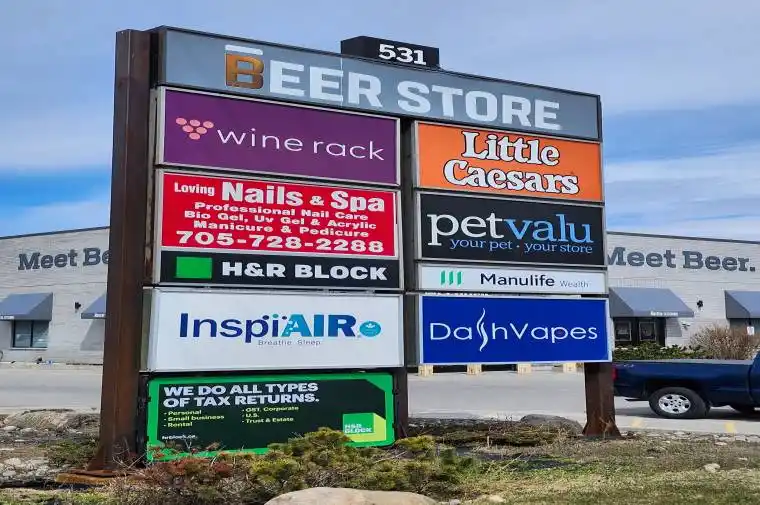 531
BEER STORE
wine rack
Little
Caesars
Loving Nails & Spa
Professional Nail Care
Bio Gel, Uv Gel & Acrylic
Manicure & Pedicure
705-728-2288
petvalu
your pet · your store
H&R BLOCK
Manulife Wealth
InspiAIR
Breathe. Sleep.
DashVapes
WE DO ALL TYPES
OF TAX RETURNS.
• Personal
• Small business
• Rental
• GST, Corporate
• U.S.
• Trust & Estate
H&R
BLOCK
Meet Be
Meet Beer.